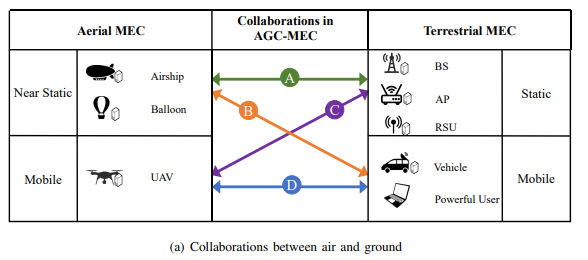 Aerial MEC
Collaborations in
AGC-MEC
Terrestrial MEC
Near Static
Airship
Balloon
A
B
C
BS
AP
RSU
Static
Mobile
UAV
D
Vehicle
Powerful User
Mobile
(a) Collaborations between air and ground